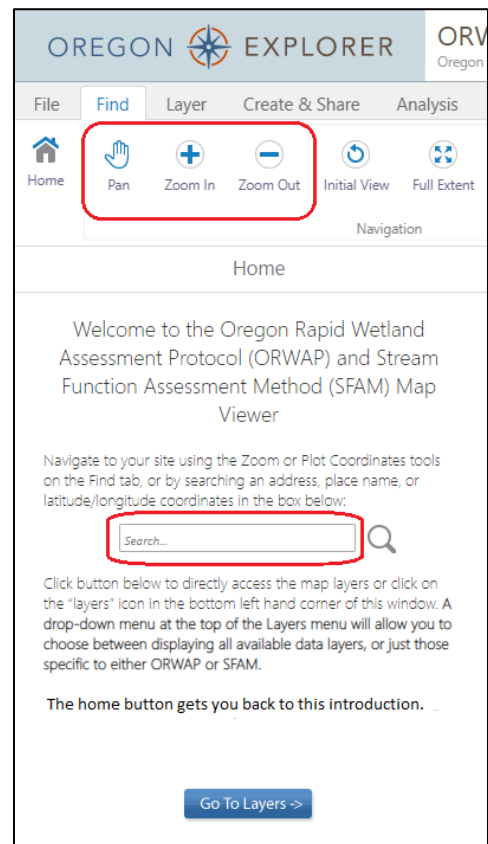 OREGON EXPLORER
ORV
Oregon
File Find Layer Create & Share Analysis
Home Pan Zoom In Zoom Out Initial View Full Extent
Navigation
Home
Welcome to the Oregon Rapid Wetland
Assessment Protocol (ORWAP) and Stream
Function Assessment Method (SFAM) Map
Viewer
Navigate to your site using the Zoom or Plot Coordinates tools
on the Find tab, or by searching an address, place name, or
latitude/longitude coordinates in the box below:
Search...
Click button below to directly access the map layers or click on
the "layers" icon in the bottom left hand corner of this window. A
drop-down menu at the top of the Layers menu will allow you to
choose between displaying all available data layers, or just those
specific to either ORWAP or SFAM.
The home button gets you back to this introduction.
Go To Layers ->